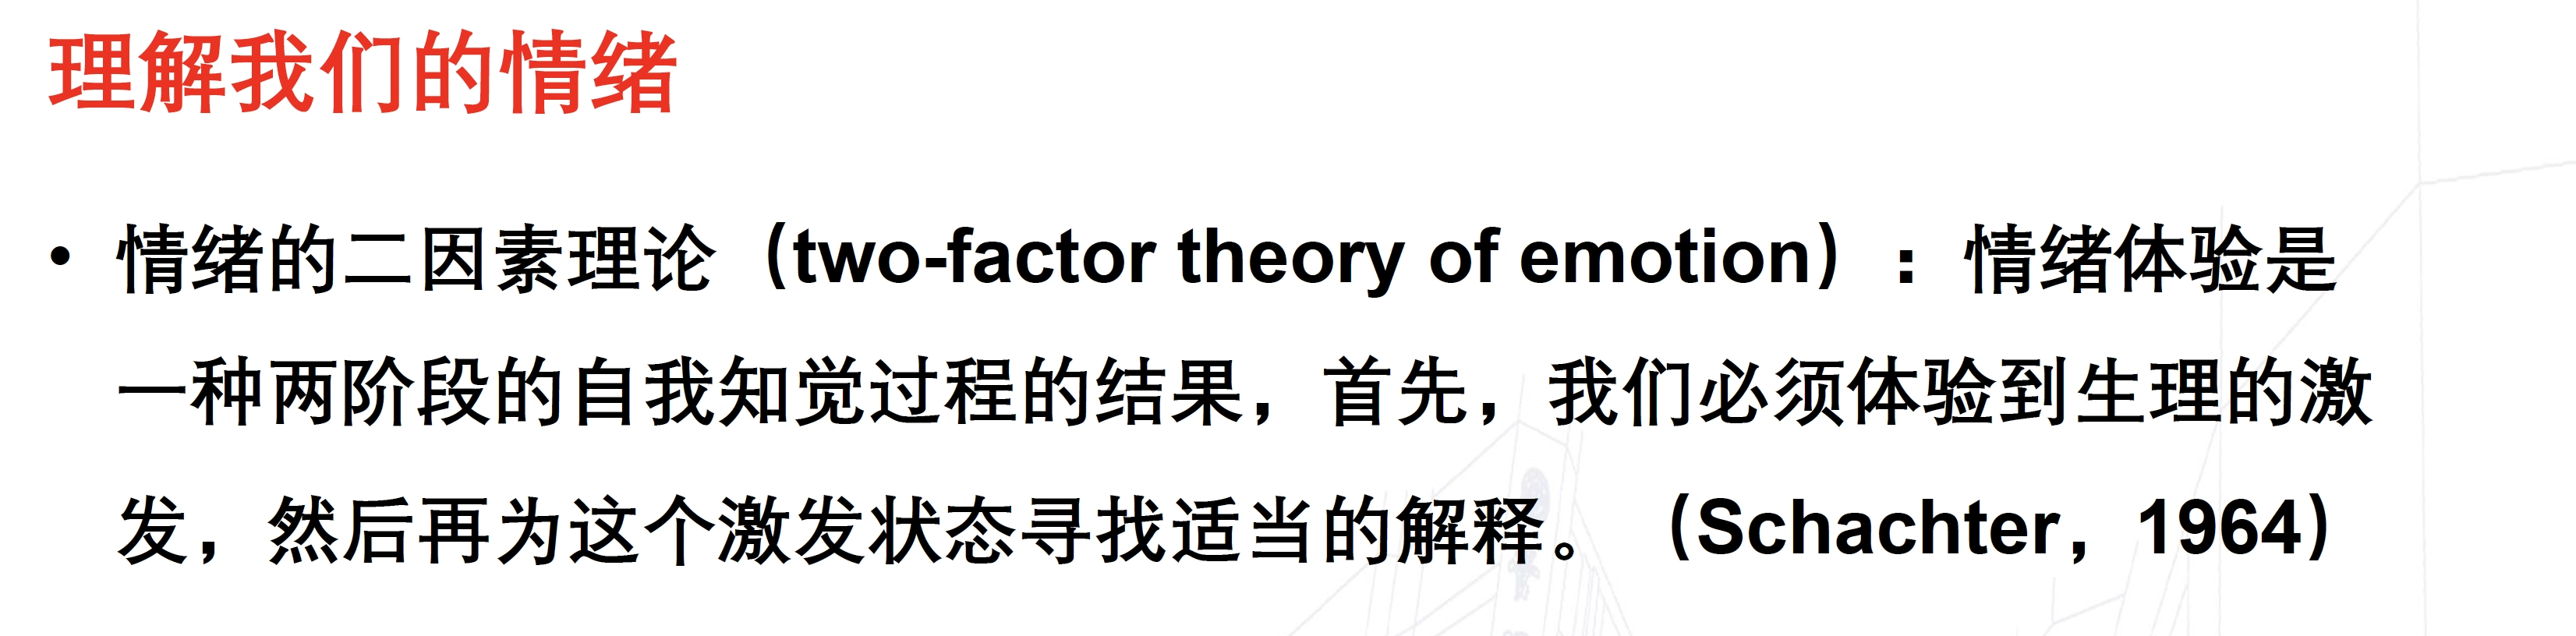 理解我们的情绪
• 情绪的二因素理论（two-factor theory of emotion）：情绪体验是
一种两阶段的自我知觉过程的结果，首先，我们必须体验到生理的激
发，然后再为这个激发状态寻找适当的解释。（Schachter，1964）